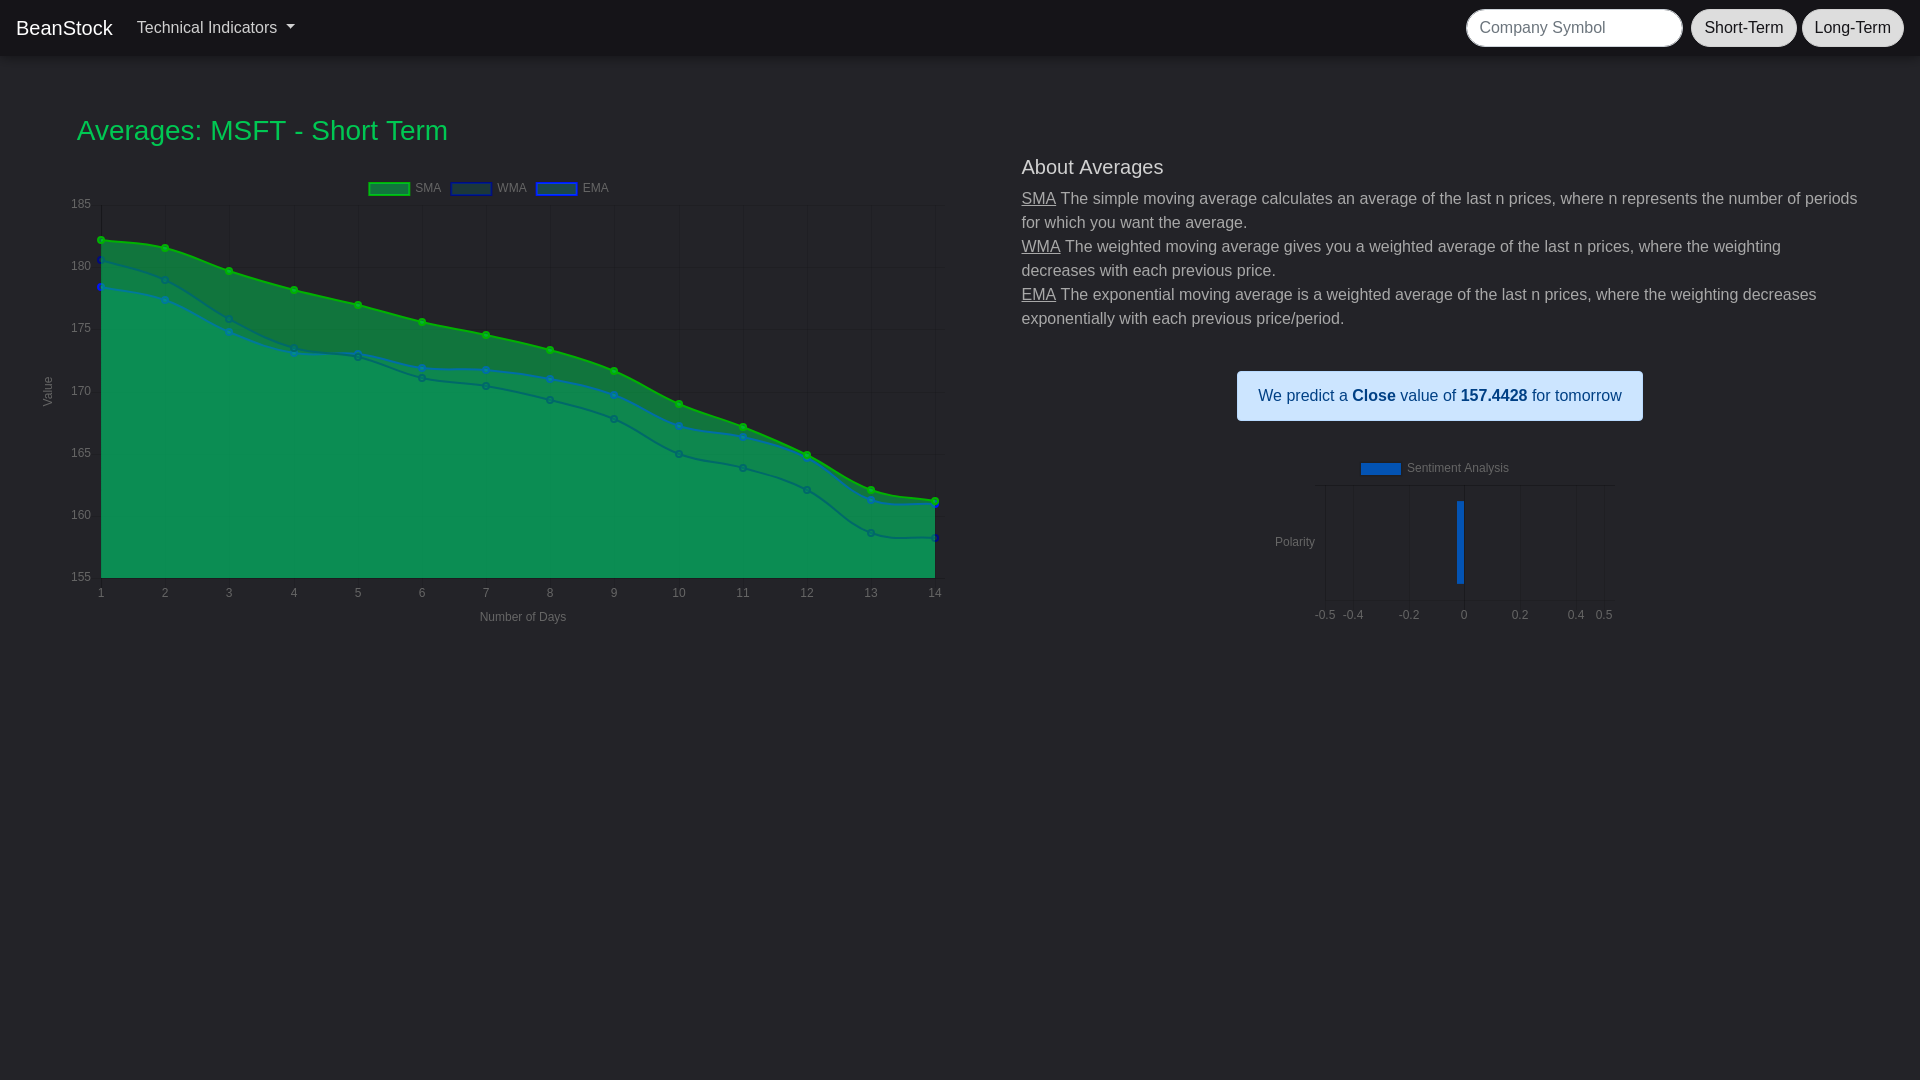 BeanStock
Technical Indicators
Company Symbol
Short-Term
Long-Term
Averages: MSFT - Short Term
SMA WMA EMA
185
180
175
170
165
160
155
Value
1 2 3 4 5 6 7 8 9 10 11 12 13 14
Number of Days
About Averages
SMA The simple moving average calculates an average of the last n prices, where n represents the number of periods
for which you want the average.
WMA The weighted moving average gives you a weighted average of the last n prices, where the weighting
decreases with each previous price.
EMA The exponential moving average is a weighted average of the last n prices, where the weighting decreases
exponentially with each previous price/period.
We predict a Close value of 157.4428 for tomorrow
Sentiment Analysis
Polarity
-0.5 -0.4 -0.2 0 0.2 0.4 0.5